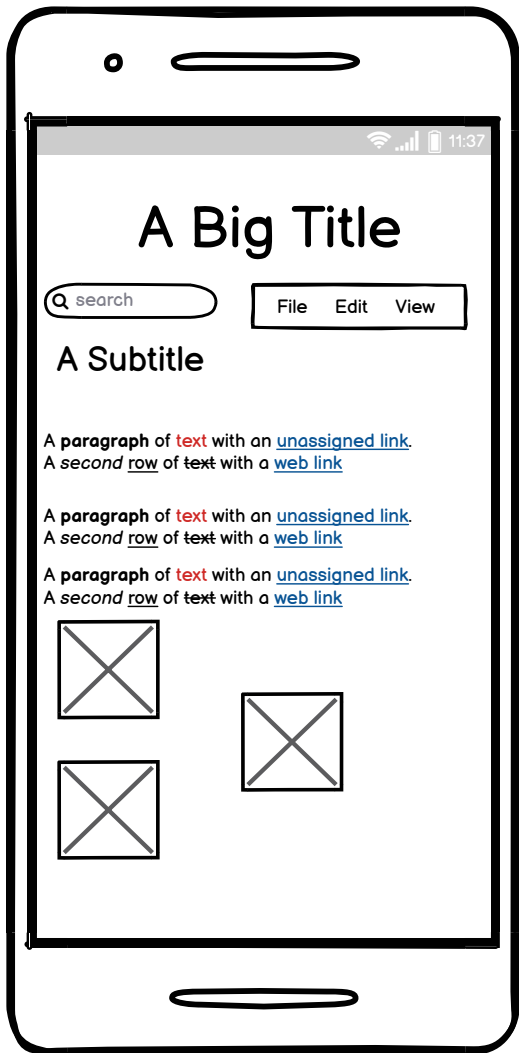 11:37
A Big Title
search
File Edit View
A Subtitle
A paragraph of text with an unassigned link.
A second row of text with a web link
A paragraph of text with an unassigned link.
A second row of text with a web link
A paragraph of text with an unassigned link.
A second row of text with a web link